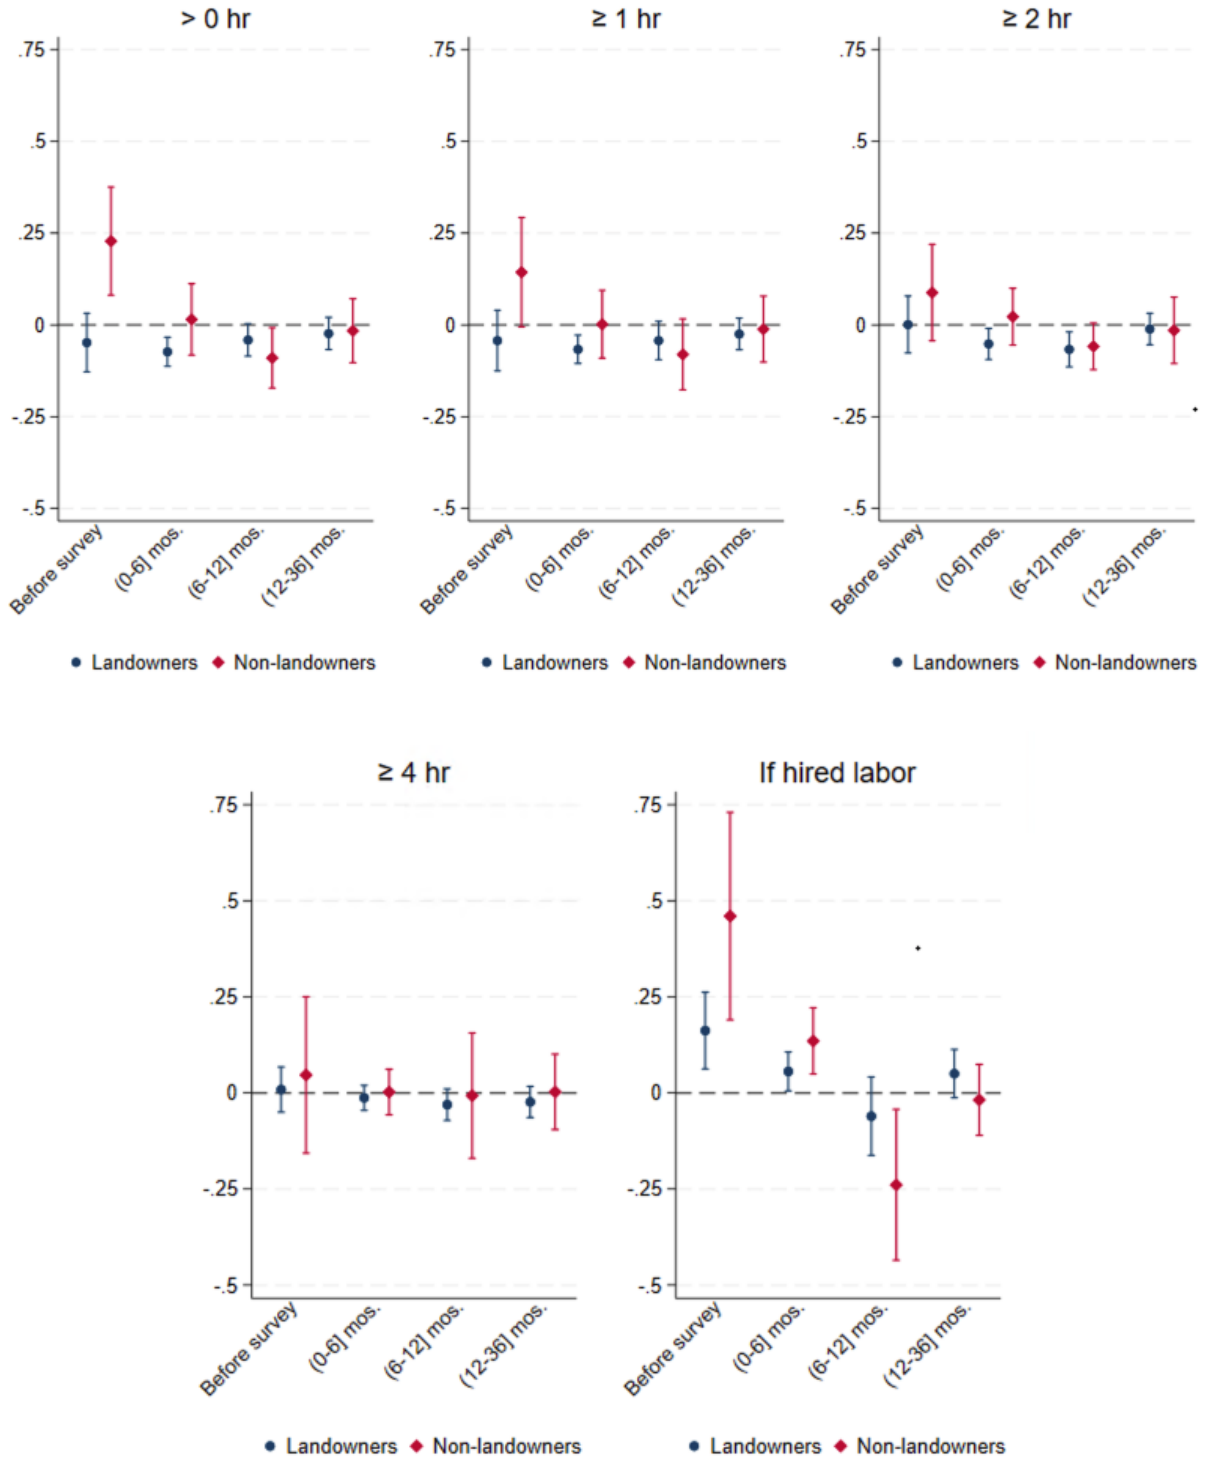 > 0 hr
.75
.5
.25
0
-.25
-.5
Before survey
(0-6] mos.
(6-12] mos.
(12-36] mos.
Landowners Non-landowners
≥ 1 hr
.75
.5
.25
0
-.25
-.5
Before survey
(0-6] mos.
(6-12] mos.
(12-36] mos.
Landowners Non-landowners
≥ 2 hr
.75
.5
.25
0
-.25
-.5
Before survey
(0-6] mos.
(6-12] mos.
(12-36] mos.
Landowners Non-landowners
≥ 4 hr
.75
.5
.25
0
-.25
-.5
Before survey
(0-6] mos.
(6-12] mos.
(12-36] mos.
Landowners Non-landowners
If hired labor
.75
.5
.25
0
-.25
-.5
Before survey
(0-6] mos.
(6-12] mos.
(12-36] mos.
Landowners Non-landowners